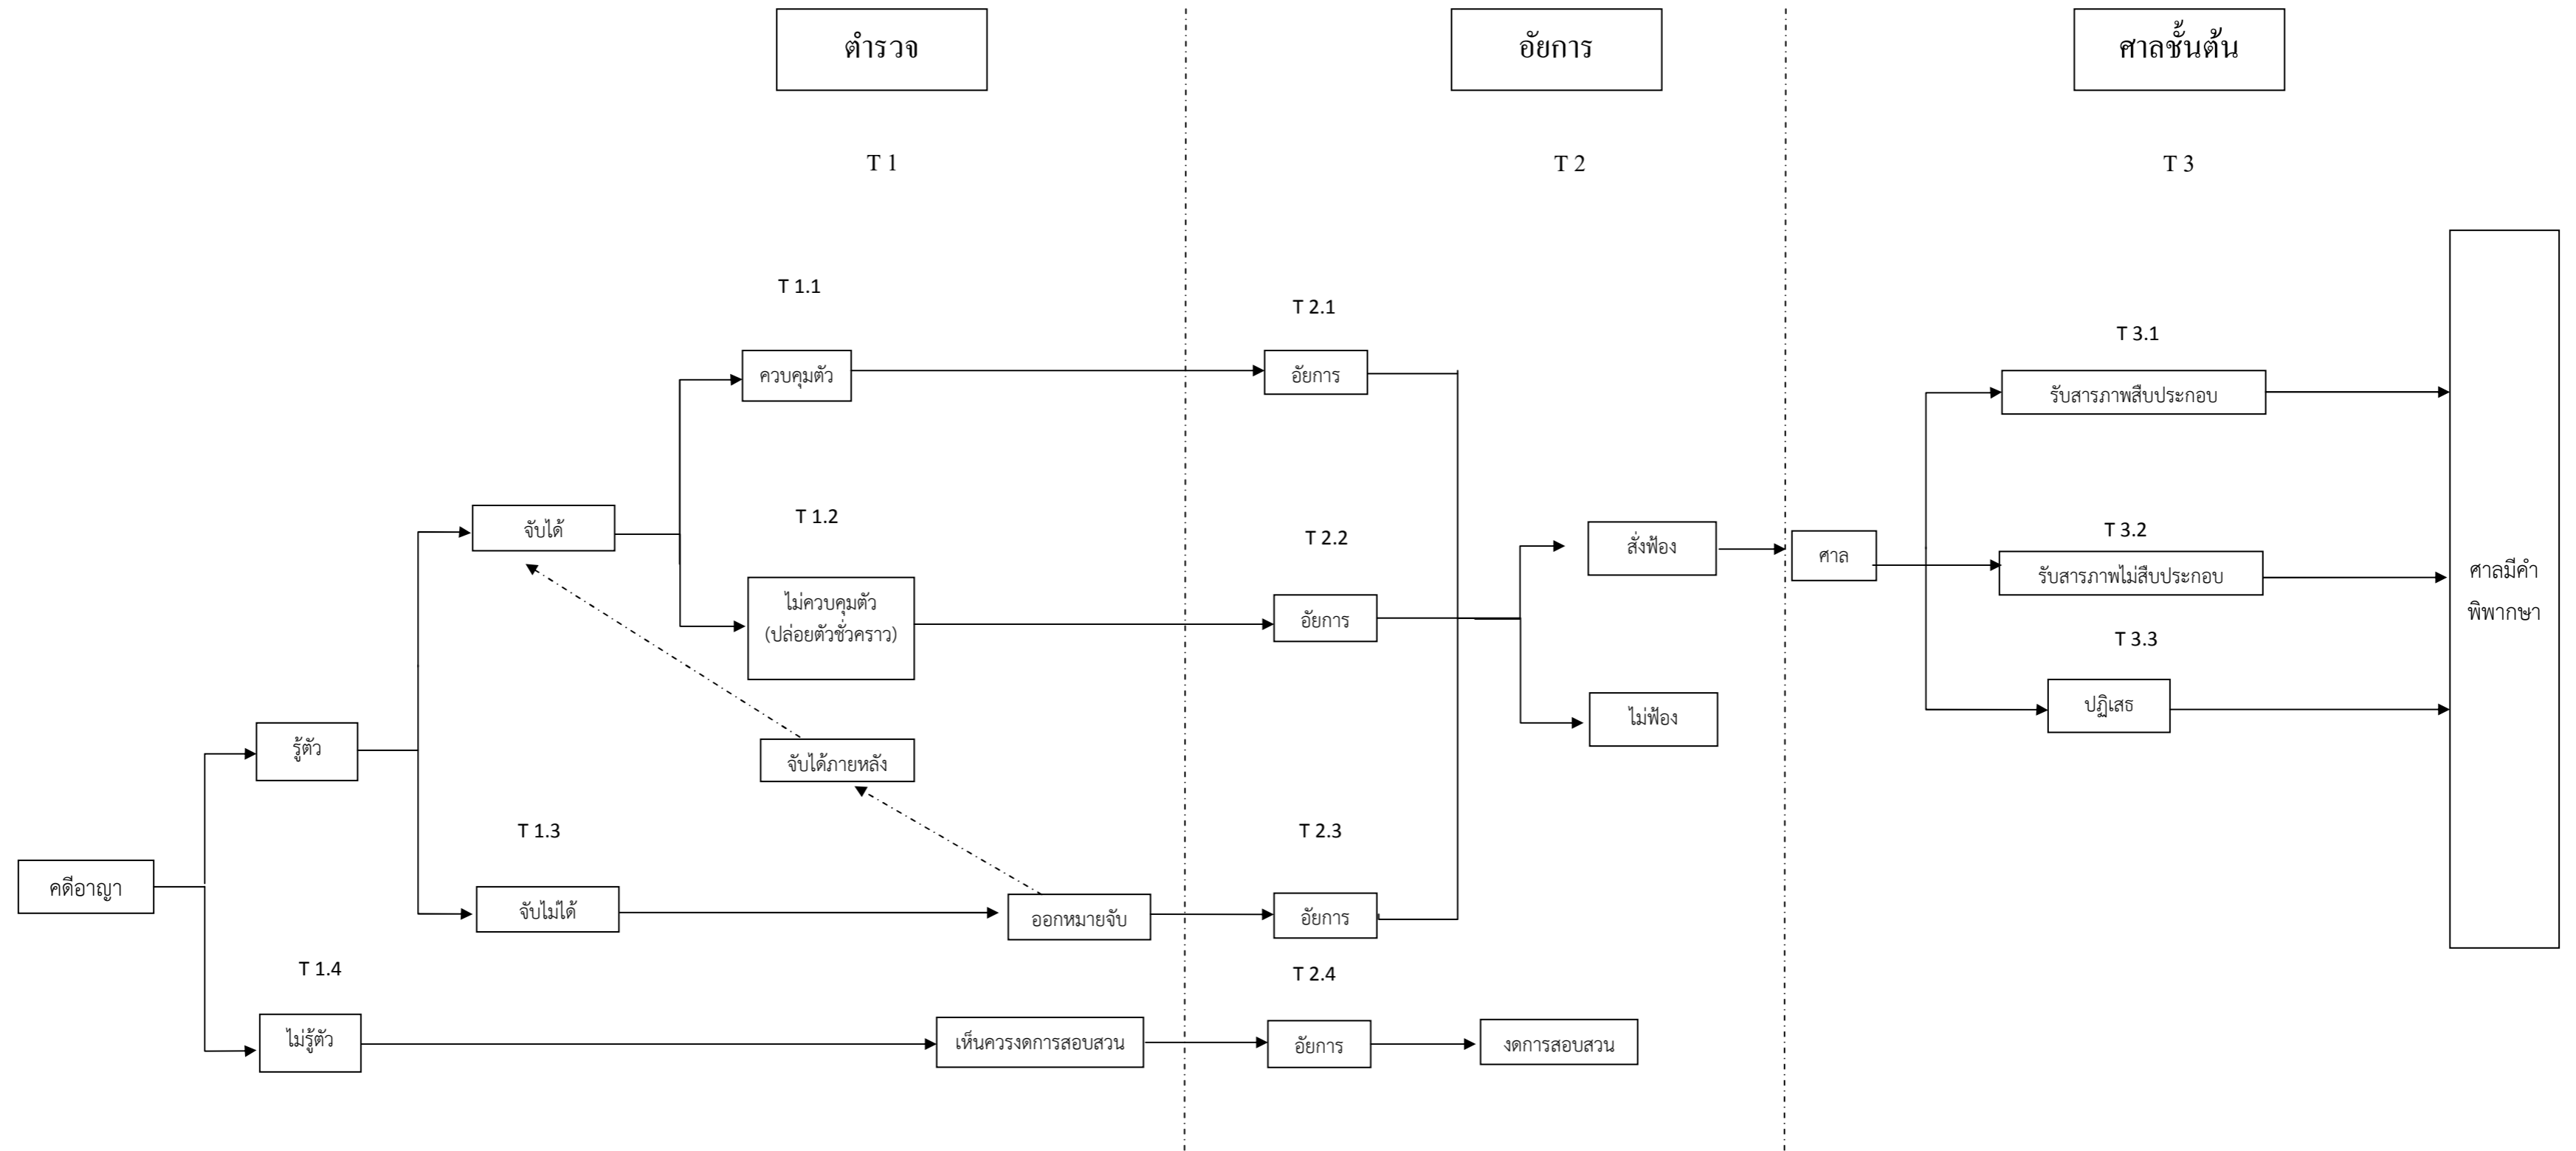 ตำรวจ
อัยการ
ศาลชั้นต้น
T 1
T 2
T 3
T 1.1
T 2.1
T 3.1
ควบคุมตัว
อัยการ
รับสารภาพสืบประกอบ
T 1.2
T 2.2
T 3.2
จับได้
สั่งฟ้อง
ศาล
รับสารภาพไม่สืบประกอบ
ศาลมีคำ
พิพากษา
ไม่ควบคุมตัว
(ปล่อยตัวชั่วคราว)
อัยการ
T 3.3
รู้ตัว
จับได้ภายหลัง
ไม่ฟ้อง
ปฏิเสธ
T 1.3
T 2.3
คดีอาญา
จับไม่ได้
ออกหมายจับ
อัยการ
T 1.4
T 2.4
ไม่รู้ตัว
เห็นควรงดการสอบสวน
อัยการ
งดการสอบสวน